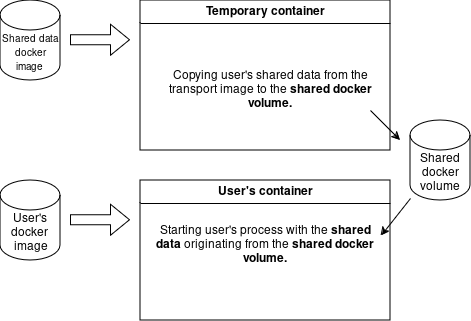 Temporary container
Shared data
docker
image
Copying user's shared data from the
transport image to the shared docker
volume.
Shared
docker
volume
User's container
User's
docker
image
Starting user's process with the shared
data originating from the shared docker
volume.